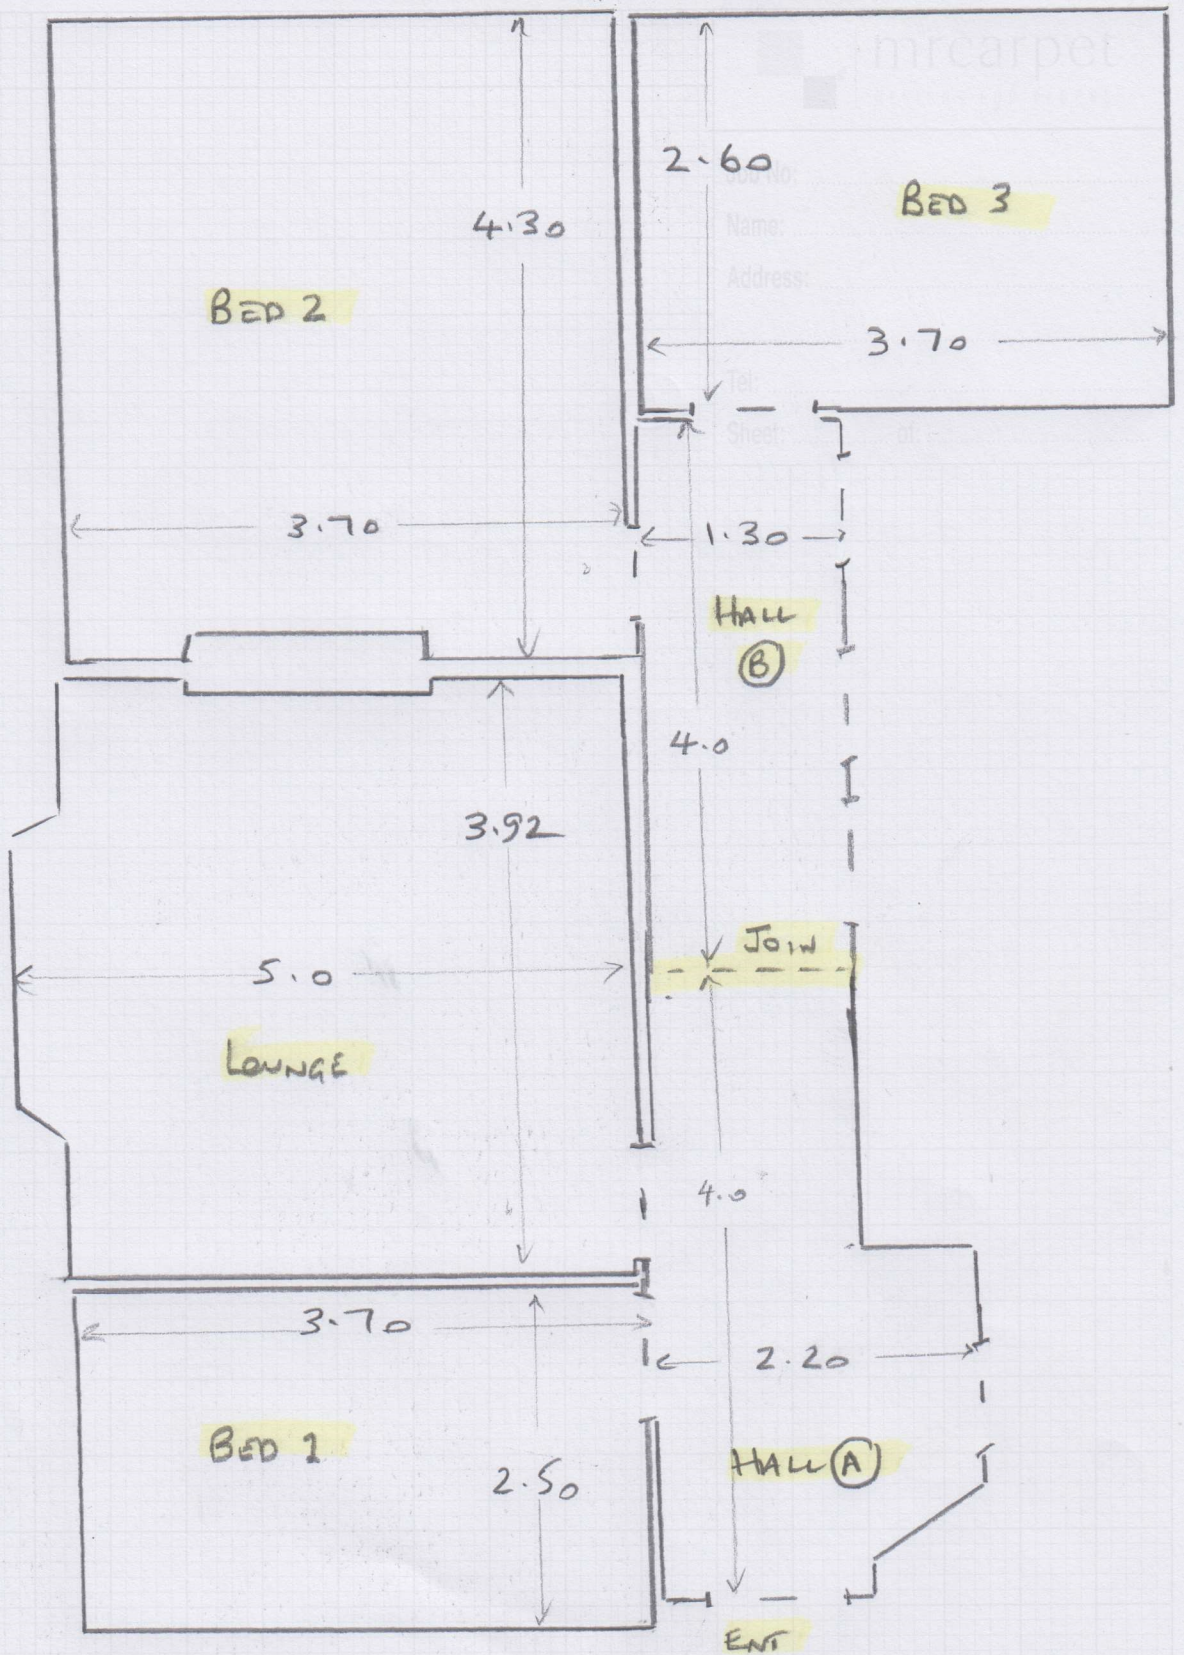 mrcarpet
Job No:
2.60
BED 3
Name:
4.30
Address:
BED 2
3.70
Tel:
Sheet: of:
3.70
1.30
HALL
B
4.0
3.92
JOIN
5.0
LOUNGE
4.0
3.70
2.20
BED 1
HALL A
2.50
ENT